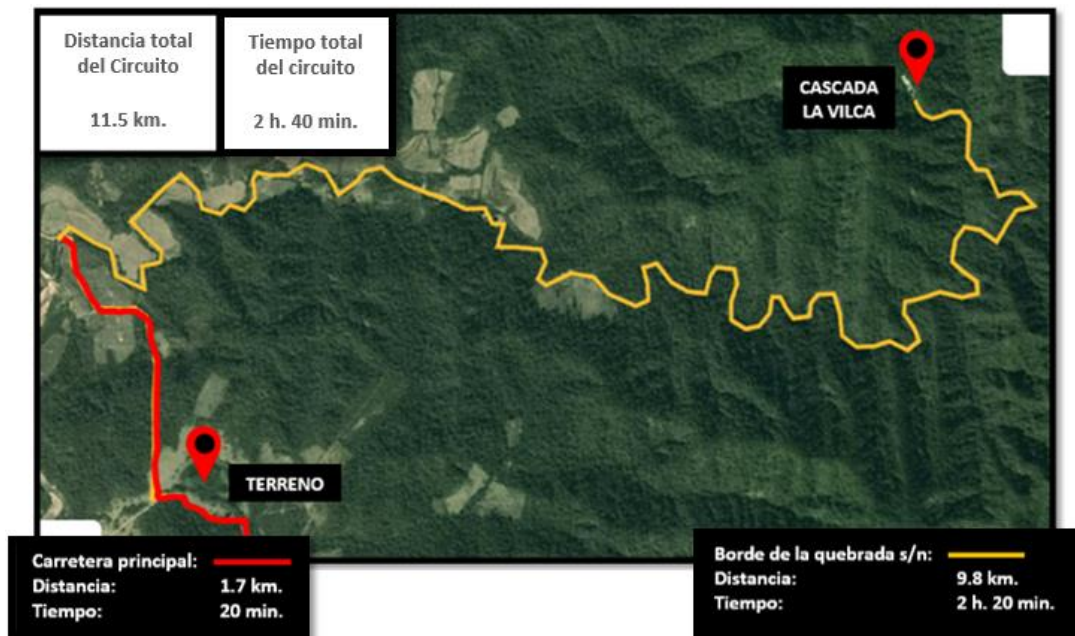 Distancia total
del Circuito
11.5 km.
Tiempo total
del circuito
2 h. 40 min.
CASCADA
LA VILCA
TERRENO
Carretera principal:
Distancia: 1.7 km.
Tiempo: 20 min.
Borde de la quebrada s/n:
Distancia: 9.8 km.
Tiempo: 2 h. 20 min.